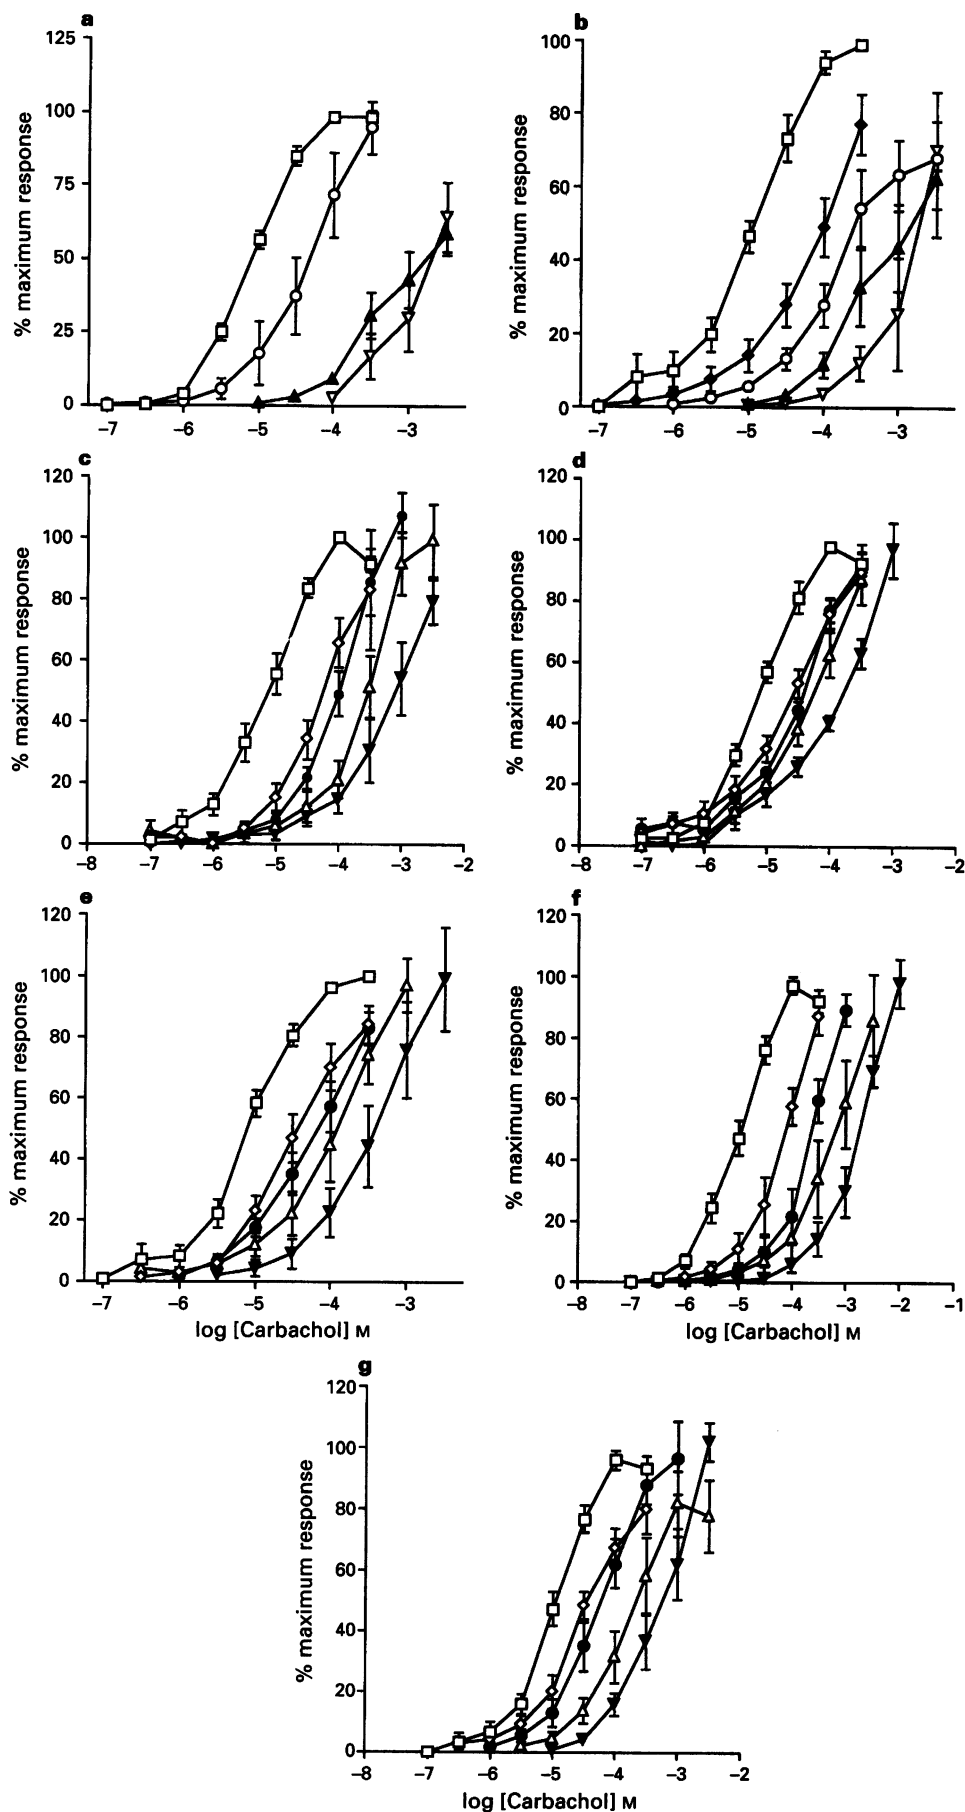 a
125
100
75
50
25
0
% maximum response
−7 −6 −5 −4 −3
b
100
80
60
40
20
0
% maximum response
−7 −6 −5 −4 −3
c
120
100
80
60
40
20
0
% maximum response
−8 −7 −6 −5 −4 −3 −2
d
120
100
80
60
40
20
0
% maximum response
−8 −7 −6 −5 −4 −3 −2
e
120
100
80
60
40
20
0
% maximum response
−7 −6 −5 −4 −3
log [Carbachol] M
f
120
100
80
60
40
20
0
% maximum response
−8 −7 −6 −5 −4 −3 −2 −1
log [Carbachol] M
g
120
100
80
60
40
20
0
% maximum response
−8 −7 −6 −5 −4 −3 −2
log [Carbachol] M